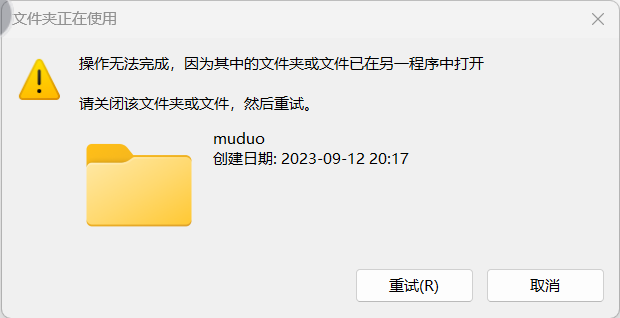 文件夹正在使用
操作无法完成，因为其中的文件夹或文件已在另一程序中打开
请关闭该文件夹或文件，然后重试。
muduo
创建日期: 2023-09-12 20:17
重试(R)
取消